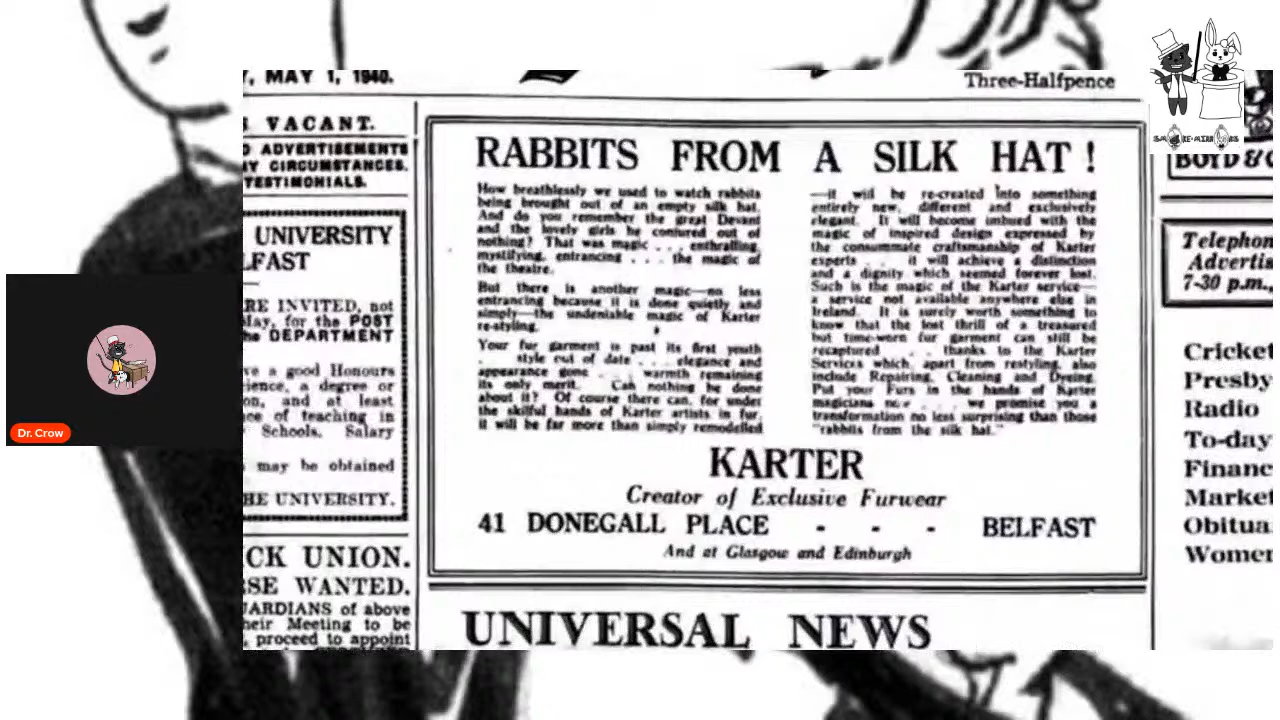 , MAY 1, 1940.
Three-Halfpence
VACANT.
ADVERTISEMENTS
CIRCUMSTANCES.
TESTIMONIALS.
UNIVERSITY
LFAST
RE INVITED, not
May, for the POST
he DEPARTMENT
ve a good Honours
ience, a degree or
on, and at least
ce of teaching in
Schools. Salary
may be obtained
HE UNIVERSITY.
CK UNION.
SE WANTED.
UARDIANS of above
heir Meeting to be
proceed to appoint
RABBITS FROM A SILK HAT!
How breathlessly we used to watch rabbits
being brought out of an empty silk hat.
And do you remember the great Devant
and the lovely girls he conjured out of
nothing? That was magic . . . enthralling,
mystifying, entrancing . . . the magic of
the theatre.
But there is another magic—no less
entrancing because it is done quietly and
simply—the undeniable magic of Karter
re-styling.
Your fur garment is past its first youth
. . . style out of date . . . elegance and
appearance gone . . . warmth remaining
its only merit. Can nothing be done
about it? Of course there can, for under
the skilful hands of Karter artists in fur,
it will be far more than simply remodelled
—it will be re-created into something
entirely new, different and exclusively
elegant. It will become imbued with the
magic of inspired design expressed by
the consummate craftsmanship of Karter
experts . . . it will achieve a distinction
and a dignity which seemed forever lost.
Such is the magic of the Karter service—
a service not available anywhere else in
Ireland. It is surely worth something to
know that the lost thrill of a treasured
but time-worn fur garment can still be
recaptured . . . thanks to the Karter
Services which, apart from restyling, also
include Repairing, Cleaning and Dyeing.
Put your Furs in the hands of Karter
magicians now . . . we promise you a
transformation no less surprising than those
"rabbits from the silk hat."
KARTER
Creator of Exclusive Furwear
41 DONEGALL PLACE - - - BELFAST
And at Glasgow and Edinburgh
UNIVERSAL NEWS
BOYD & C
Telephon
Advertis
7-30 p.m.,
Cricket
Presby
Radio
To-day
Financ
Market
Obitua
Women
Dr. Crow